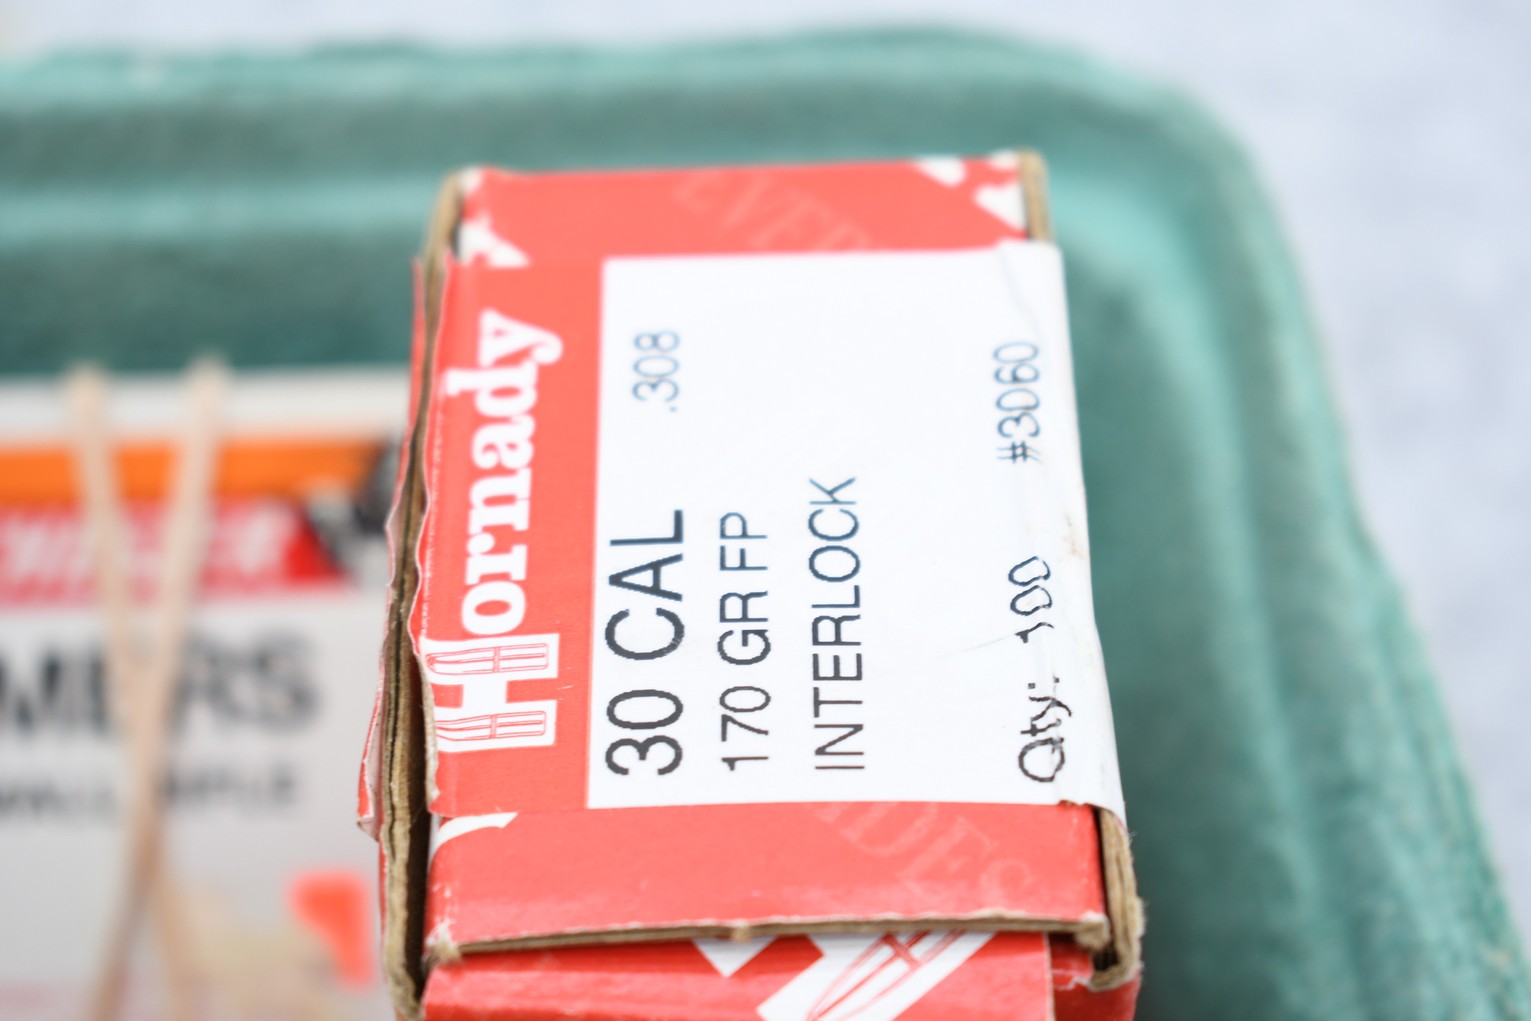 Hornady
30 CAL .308
170 GR FP
INTERLOCK
Qty: 100 #3060